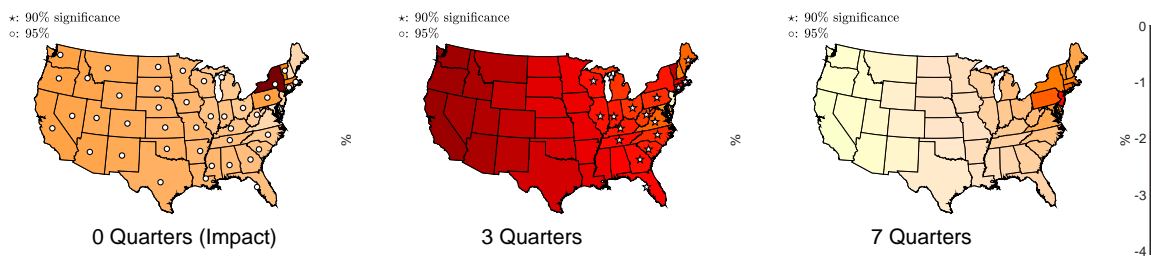 ⋆: 90% significance
○: 95%
%
0 Quarters (Impact)
⋆: 90% significance
○: 95%
%
3 Quarters
⋆: 90% significance
○: 95%
%
7 Quarters
0
-1
-2
-3
-4